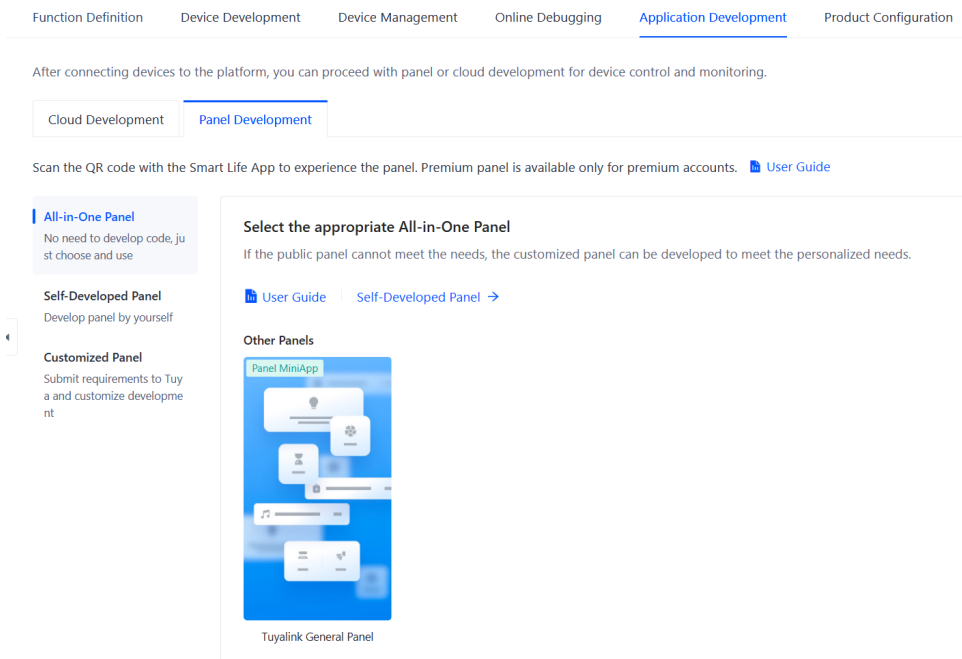 Function Definition
Device Development
Device Management
Online Debugging
Application Development
Product Configuration
After connecting devices to the platform, you can proceed with panel or cloud development for device control and monitoring.
Cloud Development
Panel Development
Scan the QR code with the Smart Life App to experience the panel. Premium panel is available only for premium accounts.
User Guide
All-in-One Panel
No need to develop code, ju
st choose and use
Self-Developed Panel
Develop panel by yourself
Customized Panel
Submit requirements to Tuy
a and customize developme
nt
Select the appropriate All-in-One Panel
If the public panel cannot meet the needs, the customized panel can be developed to meet the personalized needs.
User Guide
Self-Developed Panel →
Other Panels
Panel MiniApp
Tuyalink General Panel